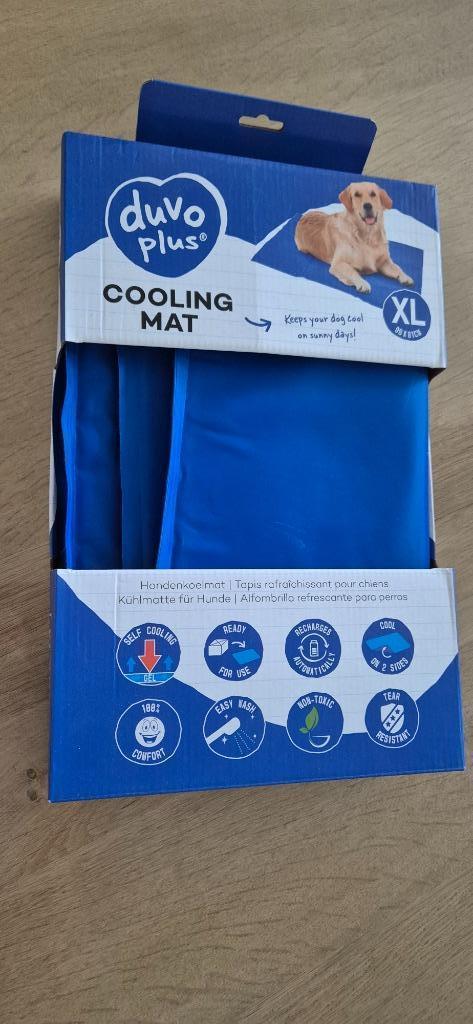 duvo
plus®
COOLING
MAT
Keeps your dog cool
on sunny days!
XL
Hondenkoelmat | Tapis rafraîchissant pour chiens
Kühlmatte für Hunde | Alfombrilla refrescante para perros
SELF COOLING
GEL
READY
FOR USE
RECHARGES
AUTOMATICALLY
COOL
ON 2 SIDES
100%
COMFORT
EASY WASH
NON-TOXIC
TEAR
RESISTANT